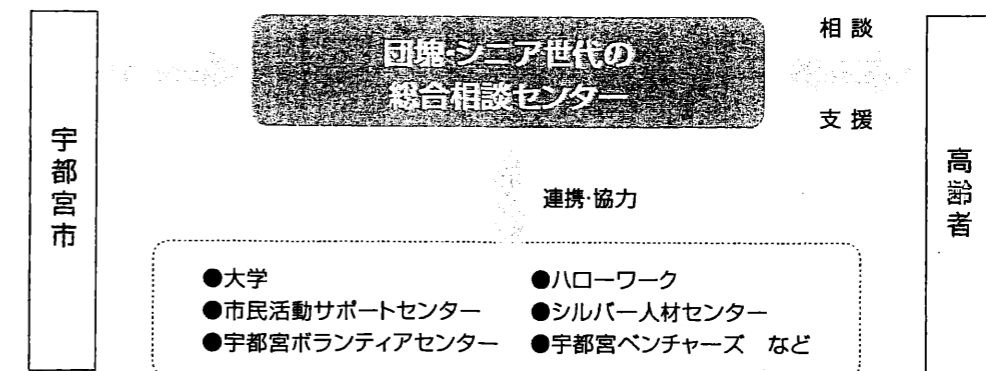 団塊・シニア世代の
総合相談センター
相談
支援
宇都宮市
高齢者
連携・協力
●大学
●ハローワーク
●市民活動サポートセンター
●シルバー人材センター
●宇都宮ボランティアセンター
●宇都宮ベンチャーズ など